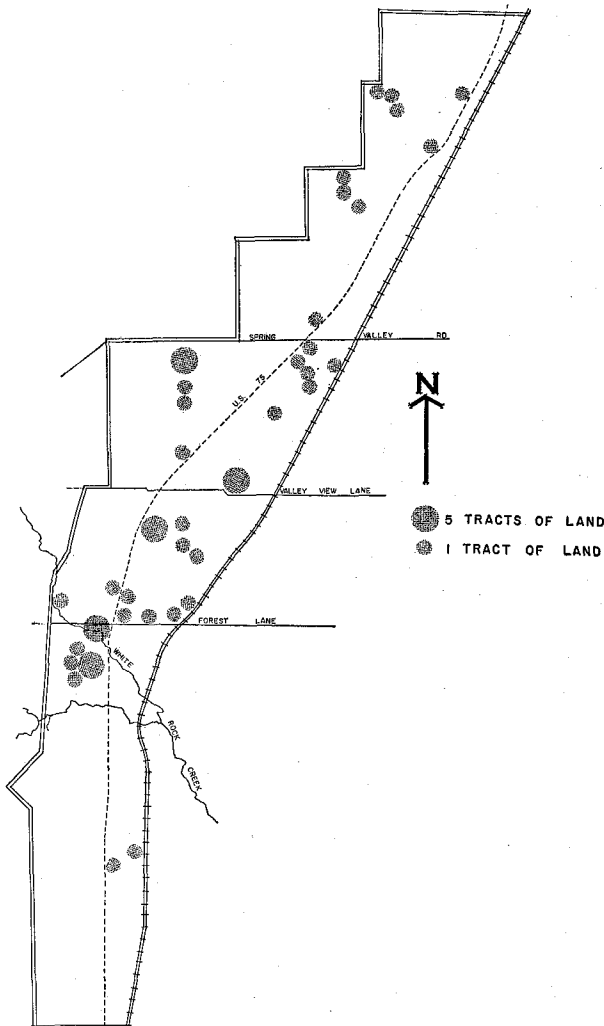 SPRING VALLEY RD.
U.S. 75
N
VALLEY VIEW LANE
5 TRACTS OF LAND
1 TRACT OF LAND
FOREST LANE
WHITE ROCK CREEK